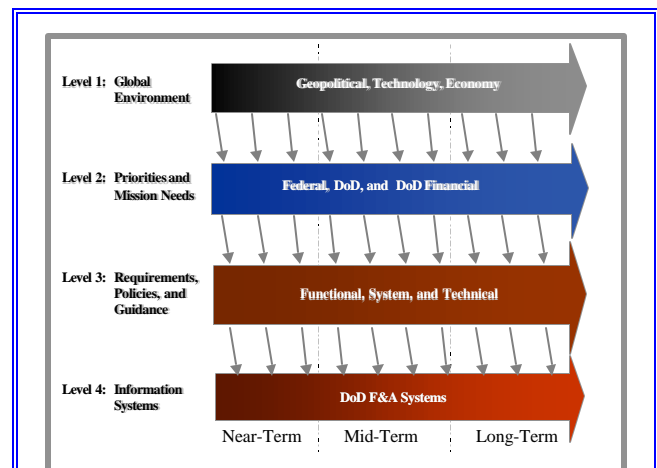 Level 1: Global
Environment
Geopolitical, Technology, Economy
Level 2: Priorities and
Mission Needs
Federal, DoD, and DoD Financial
Level 3: Requirements,
Policies, and
Guidance
Functional, System, and Technical
Level 4: Information
Systems
DoD F&A Systems
Near-Term Mid-Term Long-Term